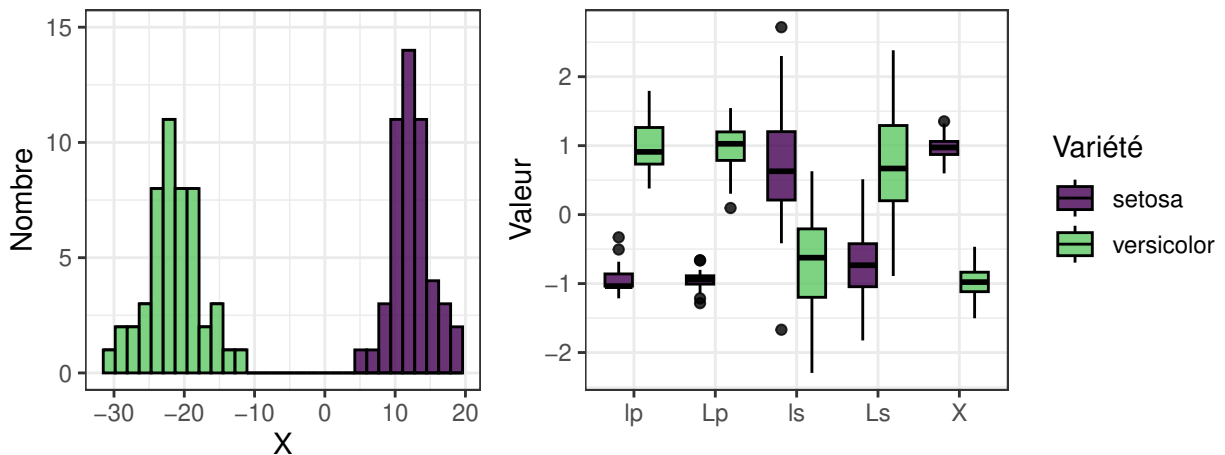 Nombre
15
10
5
0
−30
−20
−10
0
10
20
X
Valeur
2
1
0
−1
−2
lp
Lp
ls
Ls
X
Variété
setosa
versicolor